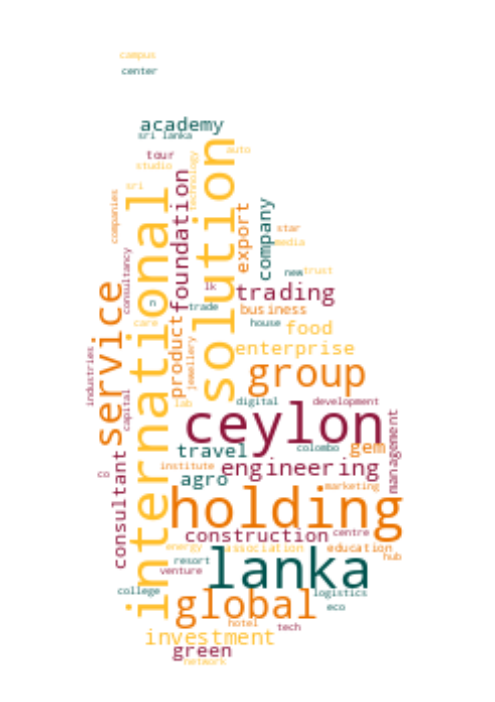 campus
center
academy
sri lanka
auto
tour
studio
technology
sri
companies
international
foundation
solution
export
company
star
media
consultancy
lk
new
trust
n
trade
trading
business
service
care
product
house
food
jewellery
enterprise
industries
group
capital
lab
digital
development
ceylon
management
travel
colombo
gem
consultant
institute
engineering
co
agro
marketing
holding
construction
centre
energy
association
education
resort
lanka
hub
venture
college
logistics
global
eco
hotel
tech
investment
green
network